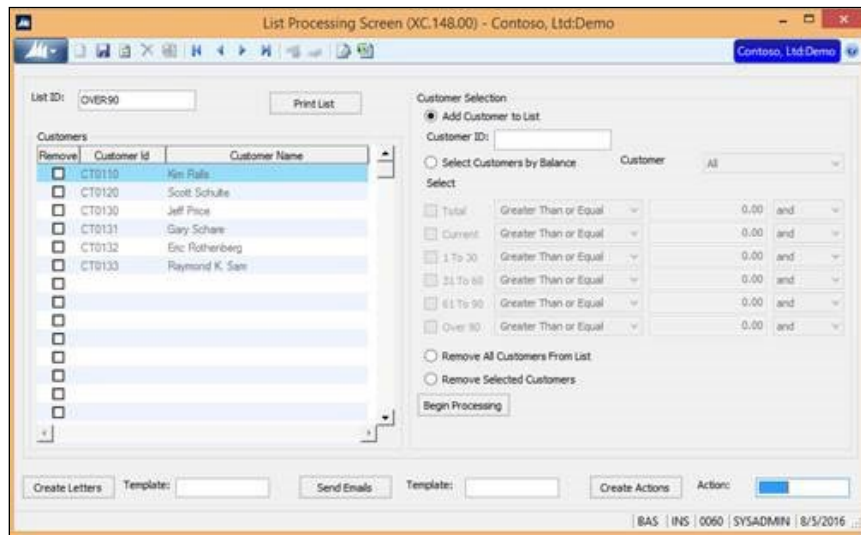 List Processing Screen (XC.148.00) - Contoso, Ltd:Demo
Contoso, Ltd:Demo
List ID: OVER90 Print List
Customers
Remove Customer Id Customer Name
CT0110 Kim Ralls
CT0120 Scott Schulte
CT0130 Jeff Price
CT0131 Gary Schare
CT0132 Eric Rothenberg
CT0133 Raymond K. Sam
Customer Selection
Add Customer to List
Customer ID:
Select Customers by Balance Customer All
Select
Total Greater Than or Equal 0.00 and
Current Greater Than or Equal 0.00 and
1 To 30 Greater Than or Equal 0.00 and
31 To 60 Greater Than or Equal 0.00 and
61 To 90 Greater Than or Equal 0.00 and
Over 90 Greater Than or Equal 0.00 and
Remove All Customers From List
Remove Selected Customers
Begin Processing
Create Letters Template: Send Emails Template: Create Actions Action:
BAS INS 0060 SYSADMIN 8/5/2016